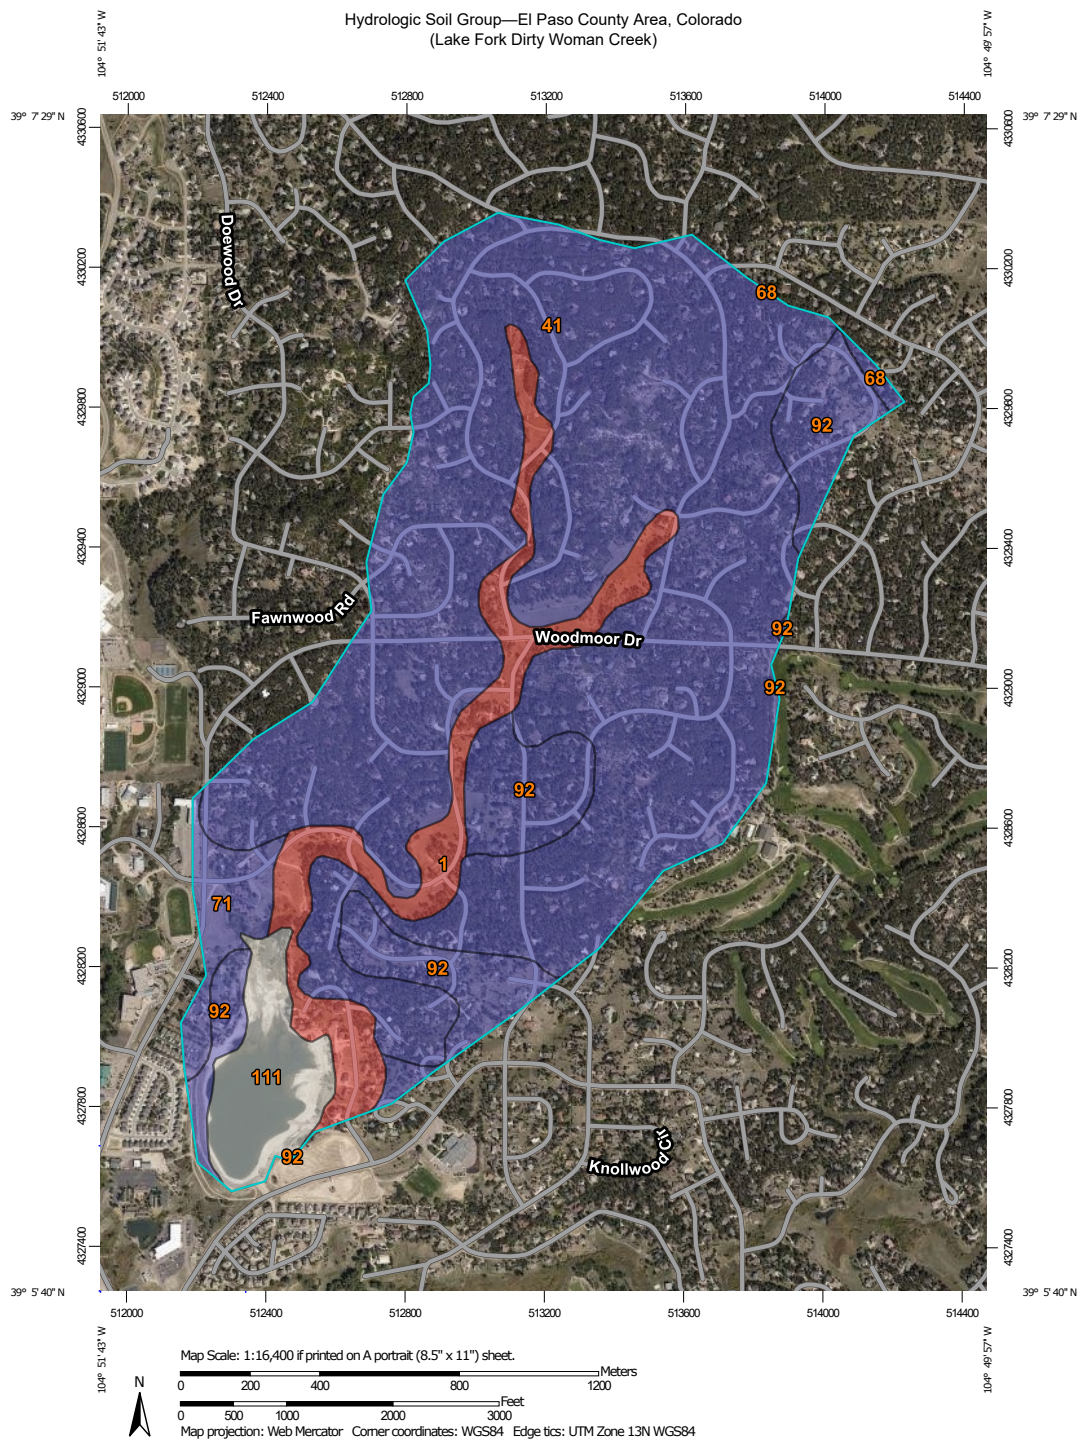 Hydrologic Soil Group—El Paso County Area, Colorado
(Lake Fork Dirty Woman Creek)
104° 51' 43" W
104° 49' 57" W
512000 512400 512800 513200 513600 514000 514400
39° 7' 29" N
39° 7' 29" N
4330600
4330600
Doewood Dr
4330200
4330200
68
41
68
4329800
4329800
92
4329400
4329400
Fawnwood Rd
92
Woodmoor Dr
4329000
4329000
92
92
4328600
4328600
1
71
4328200
4328200
92
92
111
4327800
4327800
92
Knollwood Cir
4327400
4327400
39° 5' 40" N
39° 5' 40" N
512000 512400 512800 513200 513600 514000 514400
104° 51' 43" W
104° 49' 57" W
Map Scale: 1:16,400 if printed on A portrait (8.5" x 11") sheet.
Meters
0 200 400 800 1200
Feet
0 500 1000 2000 3000
N
Map projection: Web Mercator Corner coordinates: WGS84 Edge tics: UTM Zone 13N WGS84